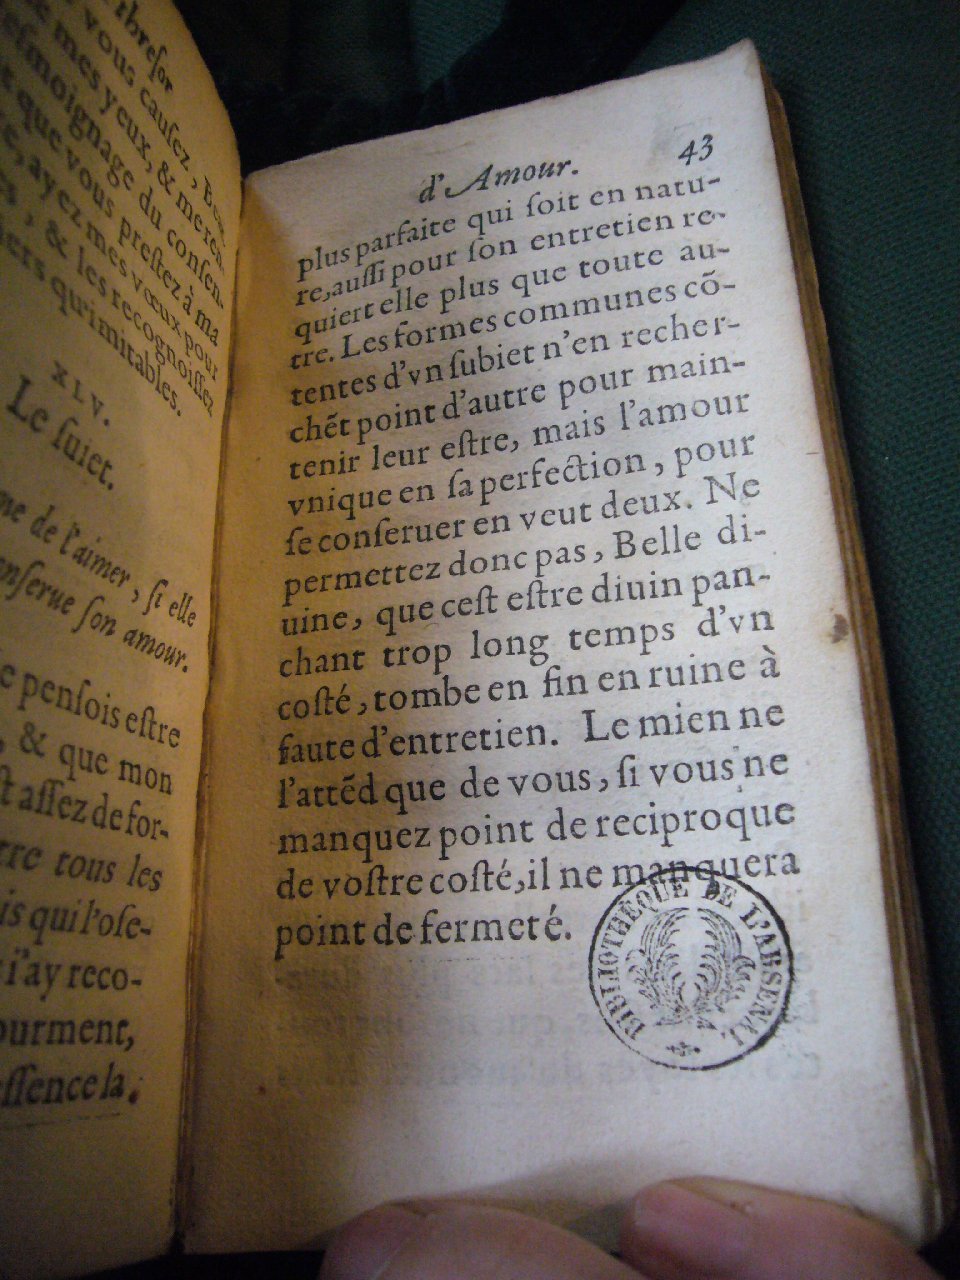 thresor
vous causez,
mes yeux, & me ren-
esmoignage du consen-
que vous prestez à ma
ayez mes vœux pour
, & les recognoissez
qu'imitables.
XLV.
Le suiet.
de l'aimer, si elle
son amour.
pensois estre
, & que mon
assez de for-
tous les
qui l'ose-
i'ay reco-
ourment,
essence la.
d'Amour. 43
plus parfaite qui soit en natu-
re, aussi pour son entretien re-
quiert elle plus que toute au-
tre. Les formes communes cõ-
tentes d'vn subiet n'en recher-
chẽt point d'autre pour main-
tenir leur estre, mais l'amour
vnique en sa perfection, pour
se conseruer en veut deux. Ne
permettez donc pas, Belle di-
uine, que cest estre diuin pan-
chant trop long temps d'vn
costé, tombe en fin en ruine à
faute d'entretien. Le mien ne
l'attẽd que de vous, si vous ne
manquez point de reciproque
de vostre costé, il ne manquera
point de fermeté.
BIBLIOTHÈQUE DE L'ARSENAL